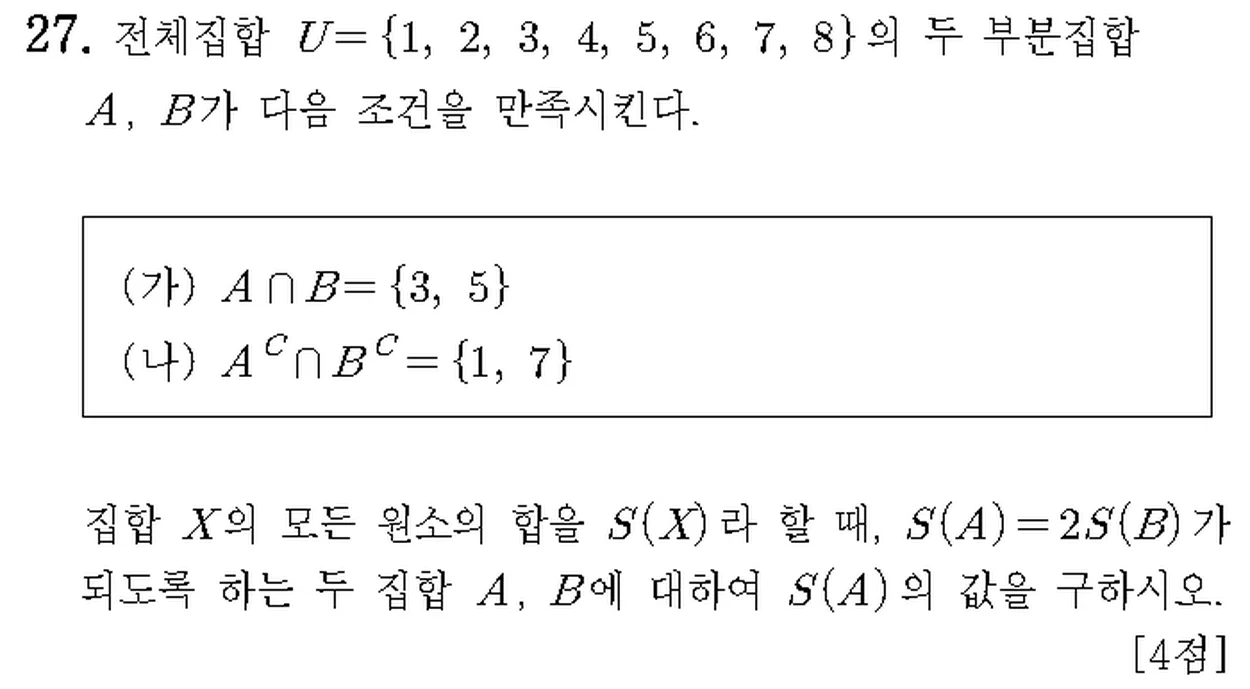 27. 전체집합 U={1, 2, 3, 4, 5, 6, 7, 8}의 두 부분집합
A, B가 다음 조건을 만족시킨다.
(가) A∩B={3, 5}
(나) A^C∩B^C={1, 7}
집합 X의 모든 원소의 합을 S(X)라 할 때, S(A)=2S(B)가
되도록 하는 두 집합 A, B에 대하여 S(A)의 값을 구하시오.
[4점]